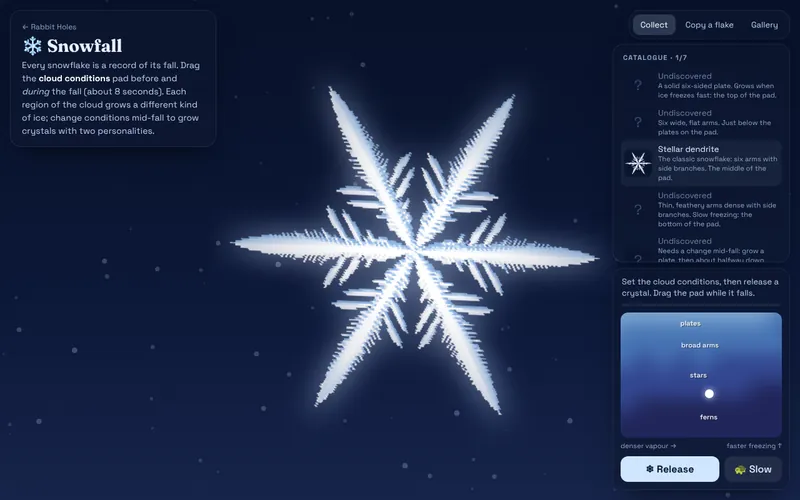 ← Rabbit Holes
❄ Snowfall
Every snowflake is a record of its fall. Drag
the cloud conditions pad before and
during the fall (about 8 seconds). Each
region of the cloud grows a different kind
of ice; change conditions mid-fall to grow
crystals with two personalities.
Collect
Copy a flake
Gallery
CATALOGUE · 1/7
?
Undiscovered
A solid six-sided plate. Grows when
ice freezes fast: the top of the pad.
?
Undiscovered
Six wide, flat arms. Just below the
plates on the pad.
Stellar dendrite
The classic snowflake: six arms with
side branches. The middle of the
pad.
?
Undiscovered
Thin, feathery arms dense with side
branches. Slow freezing: the
bottom of the pad.
?
Undiscovered
Needs a change mid-fall: grow a
plate, then about halfway down
Set the cloud conditions, then release a
crystal. Drag the pad while it falls.
plates
broad arms
stars
ferns
denser vapour →
faster freezing ↑
❄ Release
🐢 Slow